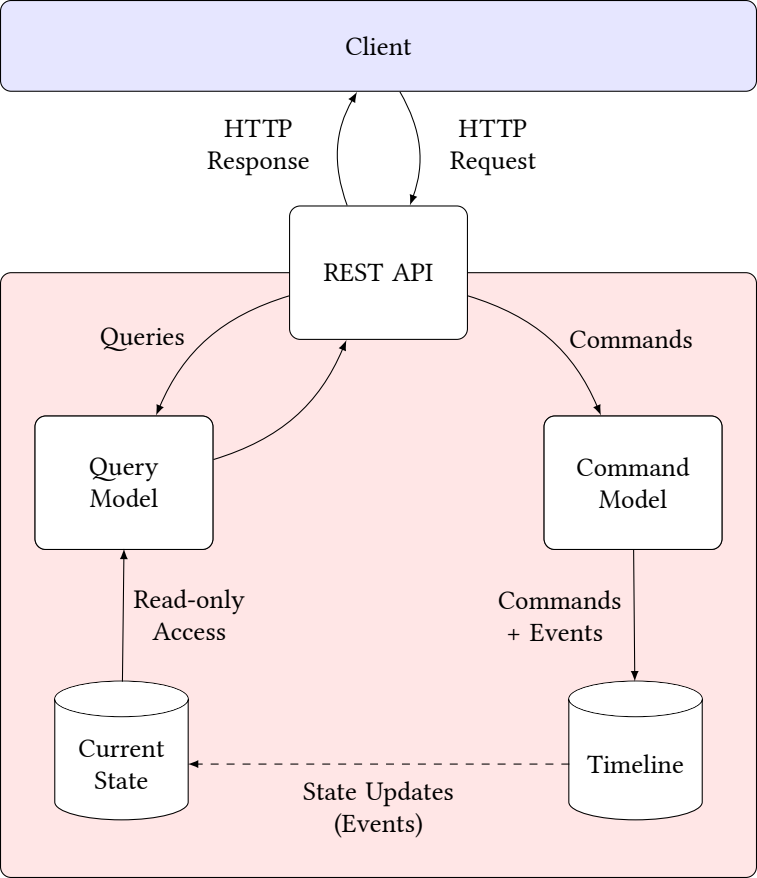 Client
HTTP
Response
HTTP
Request
REST API
Queries
Commands
Query
Model
Command
Model
Read-only
Access
Commands
+ Events
Current
State
Timeline
State Updates
(Events)